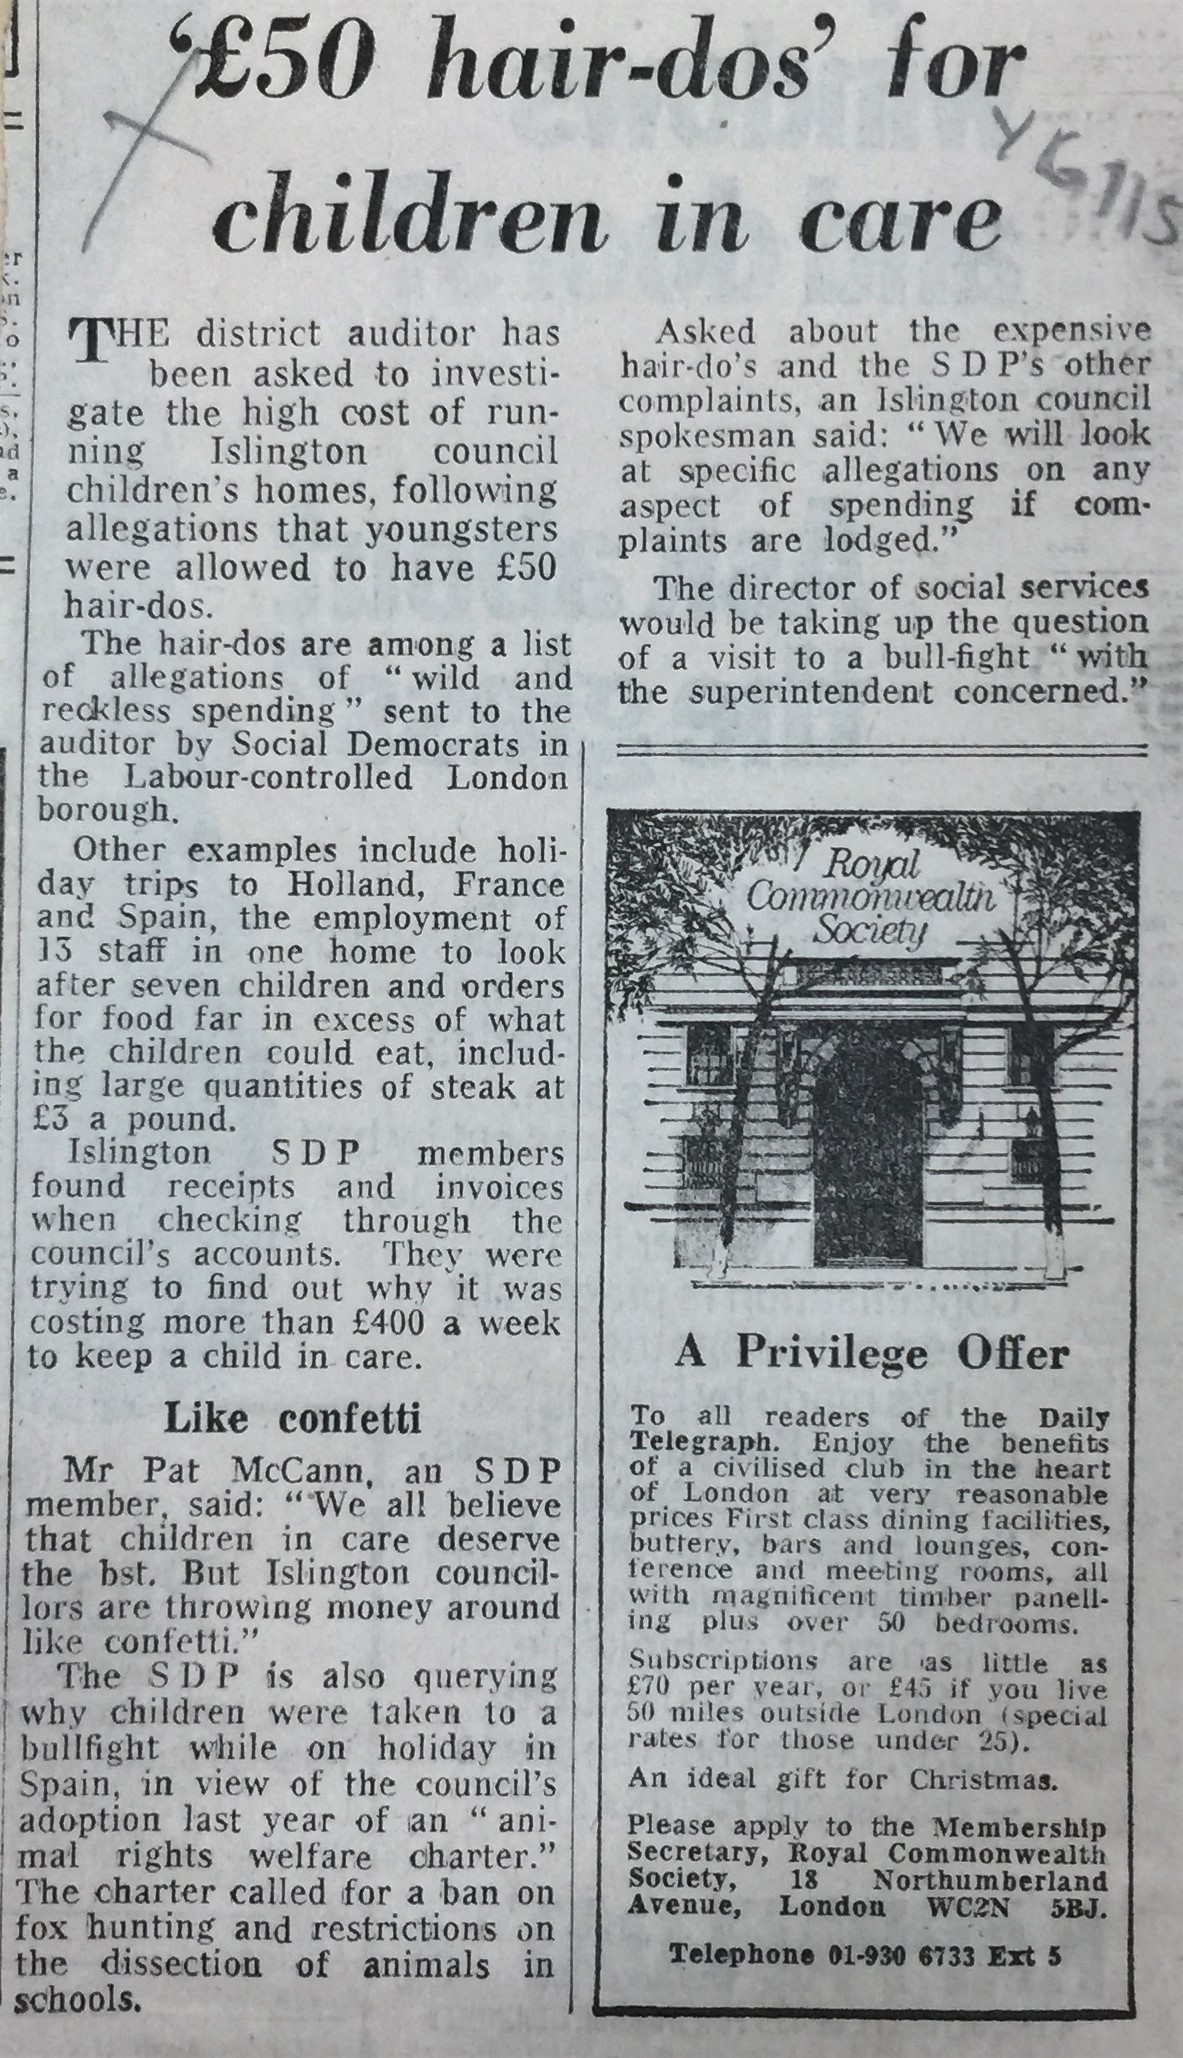 ‘£50 hair-dos’ for
children in care
THE district auditor has
been asked to investi-
gate the high cost of run-
ning Islington council
children's homes, following
allegations that youngsters
were allowed to have £50
hair-dos.
The hair-dos are among a list
of allegations of “wild and
reckless spending” sent to the
auditor by Social Democrats in
the Labour-controlled London
borough.
Other examples include holi-
day trips to Holland, France
and Spain, the employment of
13 staff in one home to look
after seven children and orders
for food far in excess of what
the children could eat, includ-
ing large quantities of steak at
£3 a pound.
Islington SDP members
found receipts and invoices
when checking through the
council's accounts. They were
trying to find out why it was
costing more than £400 a week
to keep a child in care.
Like confetti
Mr Pat McCann, an SDP
member, said: “We all believe
that children in care deserve
the bst. But Islington council-
lors are throwing money around
like confetti.”
The SDP is also querying
why children were taken to a
bullfight while on holiday in
Spain, in view of the council's
adoption last year of an “ani-
mal rights welfare charter.”
The charter called for a ban on
fox hunting and restrictions on
the dissection of animals in
schools.
Asked about the expensive
hair-do's and the SDP's other
complaints, an Islington council
spokesman said: “We will look
at specific allegations on any
aspect of spending if com-
plaints are lodged.”
The director of social services
would be taking up the question
of a visit to a bull-fight “with
the superintendent concerned.”
Royal
Commonwealth
Society
A Privilege Offer
To all readers of the Daily
Telegraph. Enjoy the benefits
of a civilised club in the heart
of London at very reasonable
prices First class dining facilities,
buttery, bars and lounges, con-
ference and meeting rooms, all
with magnificent timber panell-
ing plus over 50 bedrooms.
Subscriptions are as little as
£70 per year, or £45 if you live
50 miles outside London (special
rates for those under 25).
An ideal gift for Christmas.
Please apply to the Membership
Secretary, Royal Commonwealth
Society, 18 Northumberland
Avenue, London WC2N 5BJ.
Telephone 01-930 6733 Ext 5